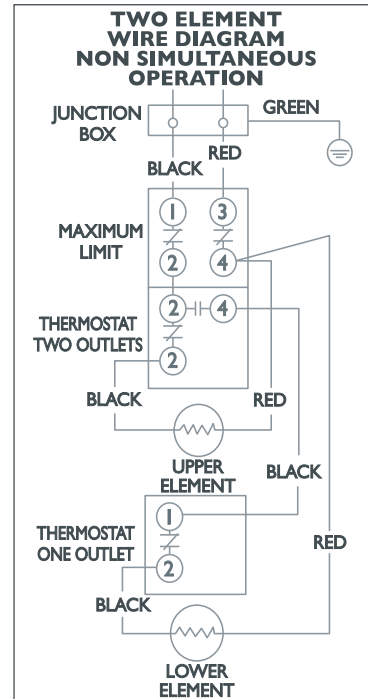 TWO ELEMENT
WIRE DIAGRAM
NON SIMULTANEOUS
OPERATION
JUNCTION
BOX
GREEN
BLACK
RED
MAXIMUM
LIMIT
1
3
2
4
THERMOSTAT
TWO OUTLETS
2
4
2
BLACK
RED
UPPER
ELEMENT
BLACK
THERMOSTAT
ONE OUTLET
1
2
RED
BLACK
LOWER
ELEMENT